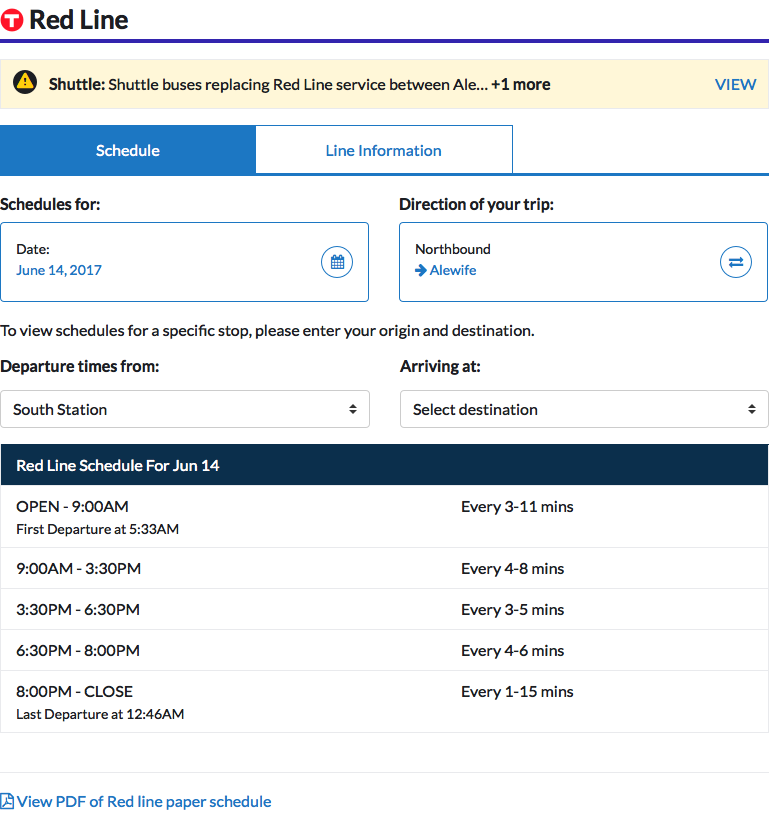 T Red Line
Shuttle: Shuttle buses replacing Red Line service between Ale... +1 more VIEW
Schedule Line Information
Schedules for: Direction of your trip:
Date: Northbound
June 14, 2017 Alewife
To view schedules for a specific stop, please enter your origin and destination.
Departure times from: Arriving at:
South Station Select destination
Red Line Schedule For Jun 14
OPEN - 9:00AM Every 3-11 mins
First Departure at 5:33AM
9:00AM - 3:30PM Every 4-8 mins
3:30PM - 6:30PM Every 3-5 mins
6:30PM - 8:00PM Every 4-6 mins
8:00PM - CLOSE Every 1-15 mins
Last Departure at 12:46AM
View PDF of Red line paper schedule